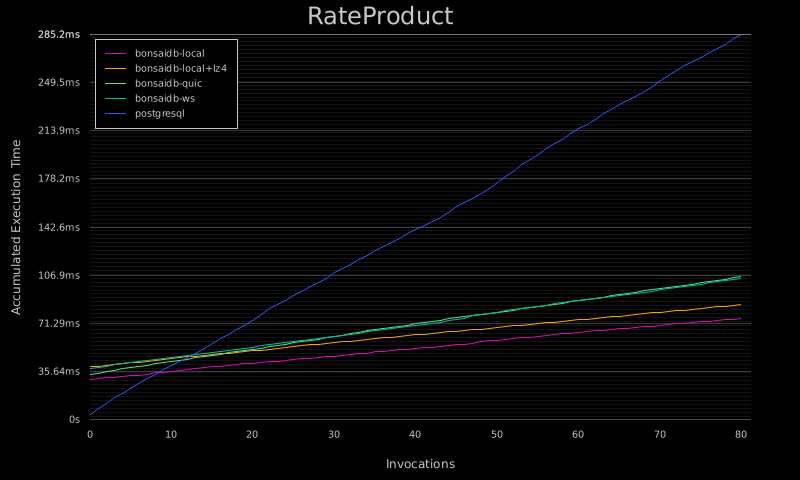 RateProduct
285.2ms
249.5ms
213.9ms
178.2ms
142.6ms
106.9ms
71.29ms
35.64ms
0s
bonsaidb-local
bonsaidb-local+lz4
bonsaidb-quic
bonsaidb-ws
postgresql
Accumulated Execution Time
0 10 20 30 40 50 60 70 80
Invocations